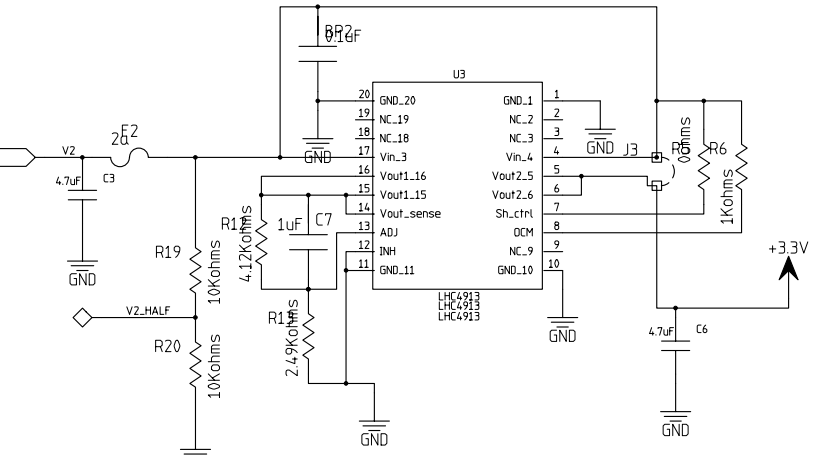 BP2
0.1uF
U3
20 GND_20 GND_1 1
19 NC_19 NC_2 2
18 NC_18 NC_3 3
17 Vin_3 Vin_4 4
16 Vout1_16 Vout2_5 5
15 Vout1_15 Vout2_6 6
14 Vout_sense Sh_ctrl 7
13 ADJ OCM 8
12 INH NC_9 9
11 GND_11 GND_10 10
LHC4913
LHC4913
LHC4913
GND
GND
J3
0ohms
R5
R6
1Kohms
V2
F2
2a
4.7uF
C3
GND
R12
4.12Kohms
1uF
C7
R19
10Kohms
V2_HALF
R13
2.49Kohms
R20
10Kohms
GND
GND
+3.3V
4.7uF
C6
GND